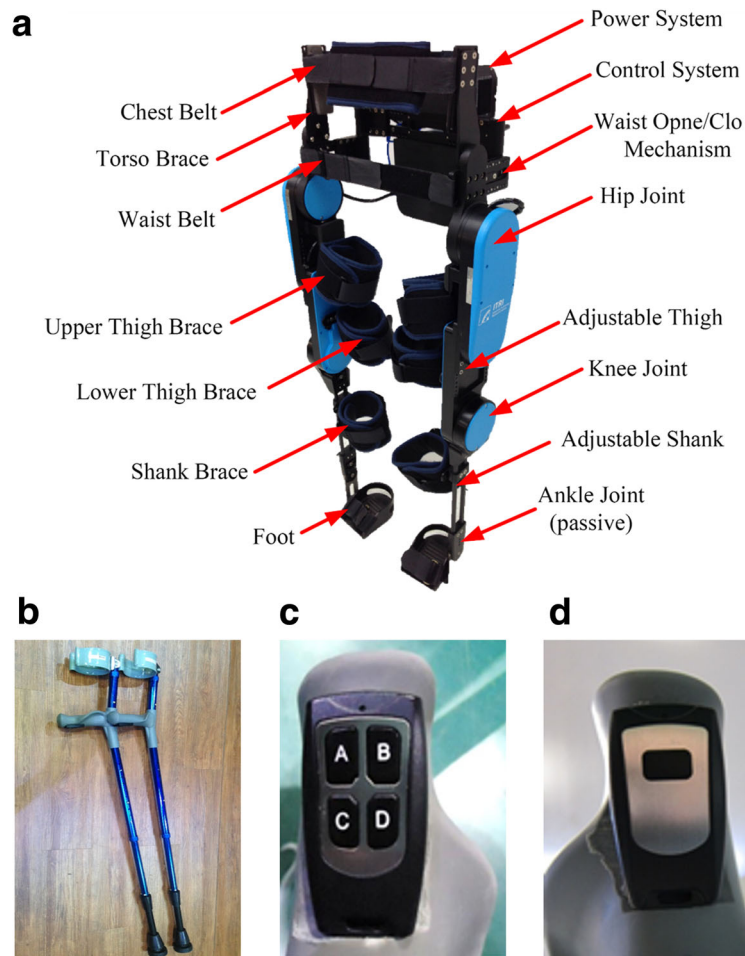 a
Power System
Control System
Chest Belt
Waist Opne/Clo
Mechanism
Torso Brace
Hip Joint
Waist Belt
ITRI
Upper Thigh Brace
Adjustable Thigh
Knee Joint
Lower Thigh Brace
Adjustable Shank
Shank Brace
Ankle Joint
(passive)
Foot
b
c
d
A B
C D